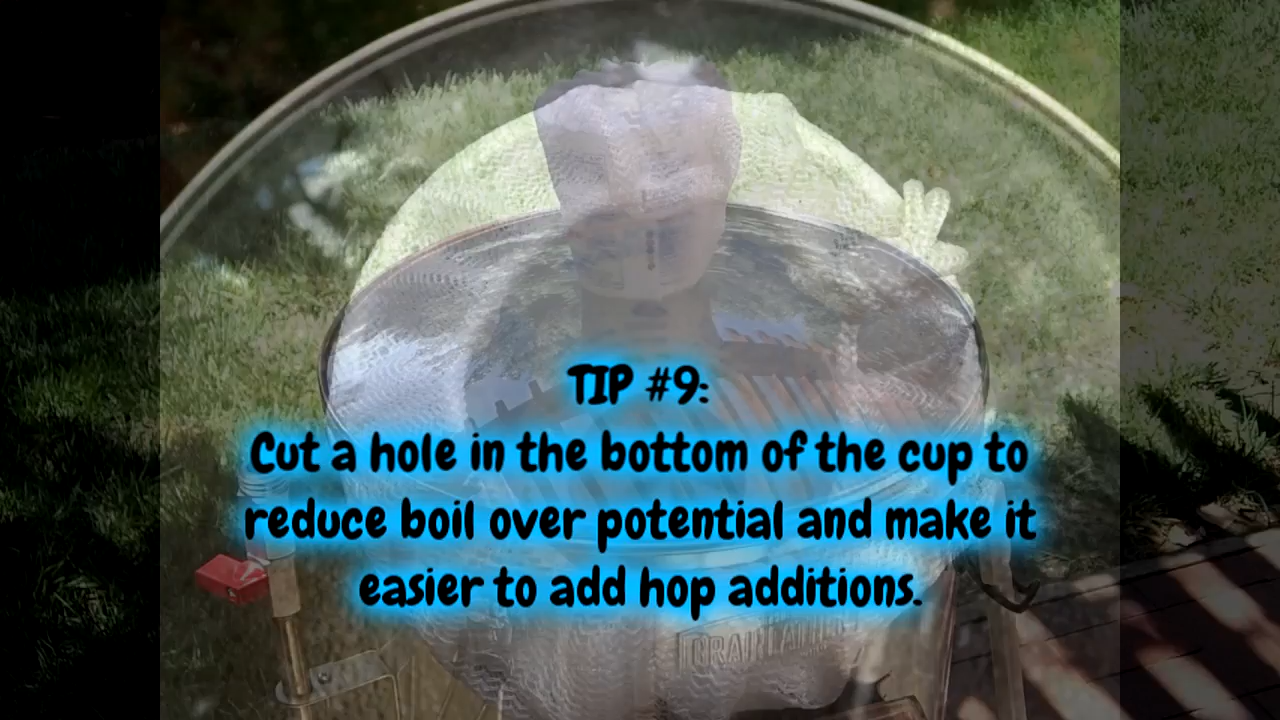 TIP #9:
Cut a hole in the bottom of the cup to
reduce boil over potential and make it
easier to add hop additions.